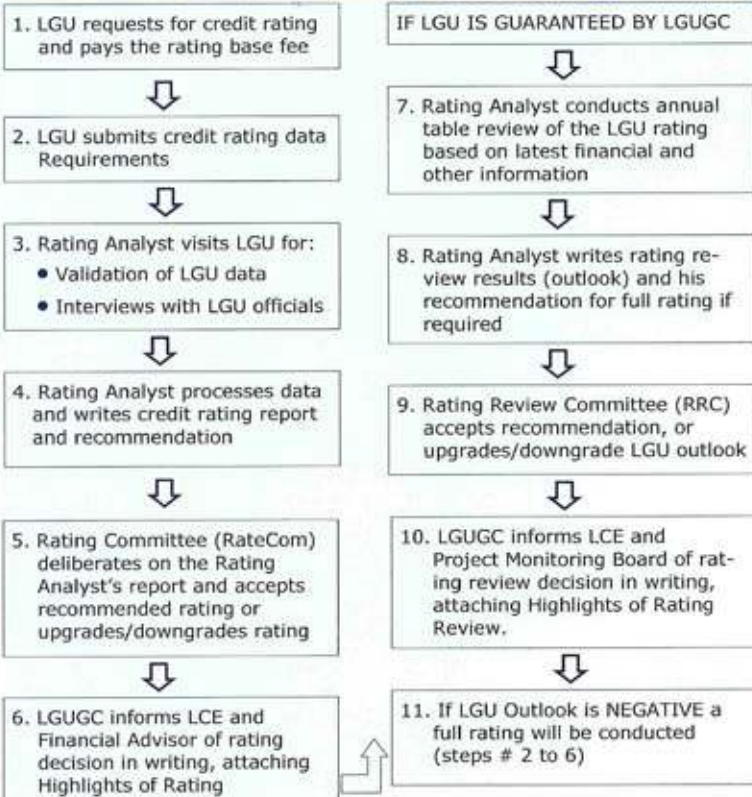 1. LGU requests for credit rating
and pays the rating base fee
2. LGU submits credit rating data
Requirements
3. Rating Analyst visits LGU for:
• Validation of LGU data
• Interviews with LGU officials
4. Rating Analyst processes data
and writes credit rating report
and recommendation
5. Rating Committee (RateCom)
deliberates on the Rating
Analyst's report and accepts
recommended rating or
upgrades/downgrades rating
6. LGUGC informs LCE and
Financial Advisor of rating
decision in writing, attaching
Highlights of Rating
IF LGU IS GUARANTEED BY LGUGC
7. Rating Analyst conducts annual
table review of the LGU rating
based on latest financial and
other information
8. Rating Analyst writes rating re-
view results (outlook) and his
recommendation for full rating if
required
9. Rating Review Committee (RRC)
accepts recommendation, or
upgrades/downgrade LGU outlook
10. LGUGC informs LCE and
Project Monitoring Board of rat-
ing review decision in writing,
attaching Highlights of Rating
Review.
11. If LGU Outlook is NEGATIVE a
full rating will be conducted
(steps # 2 to 6)